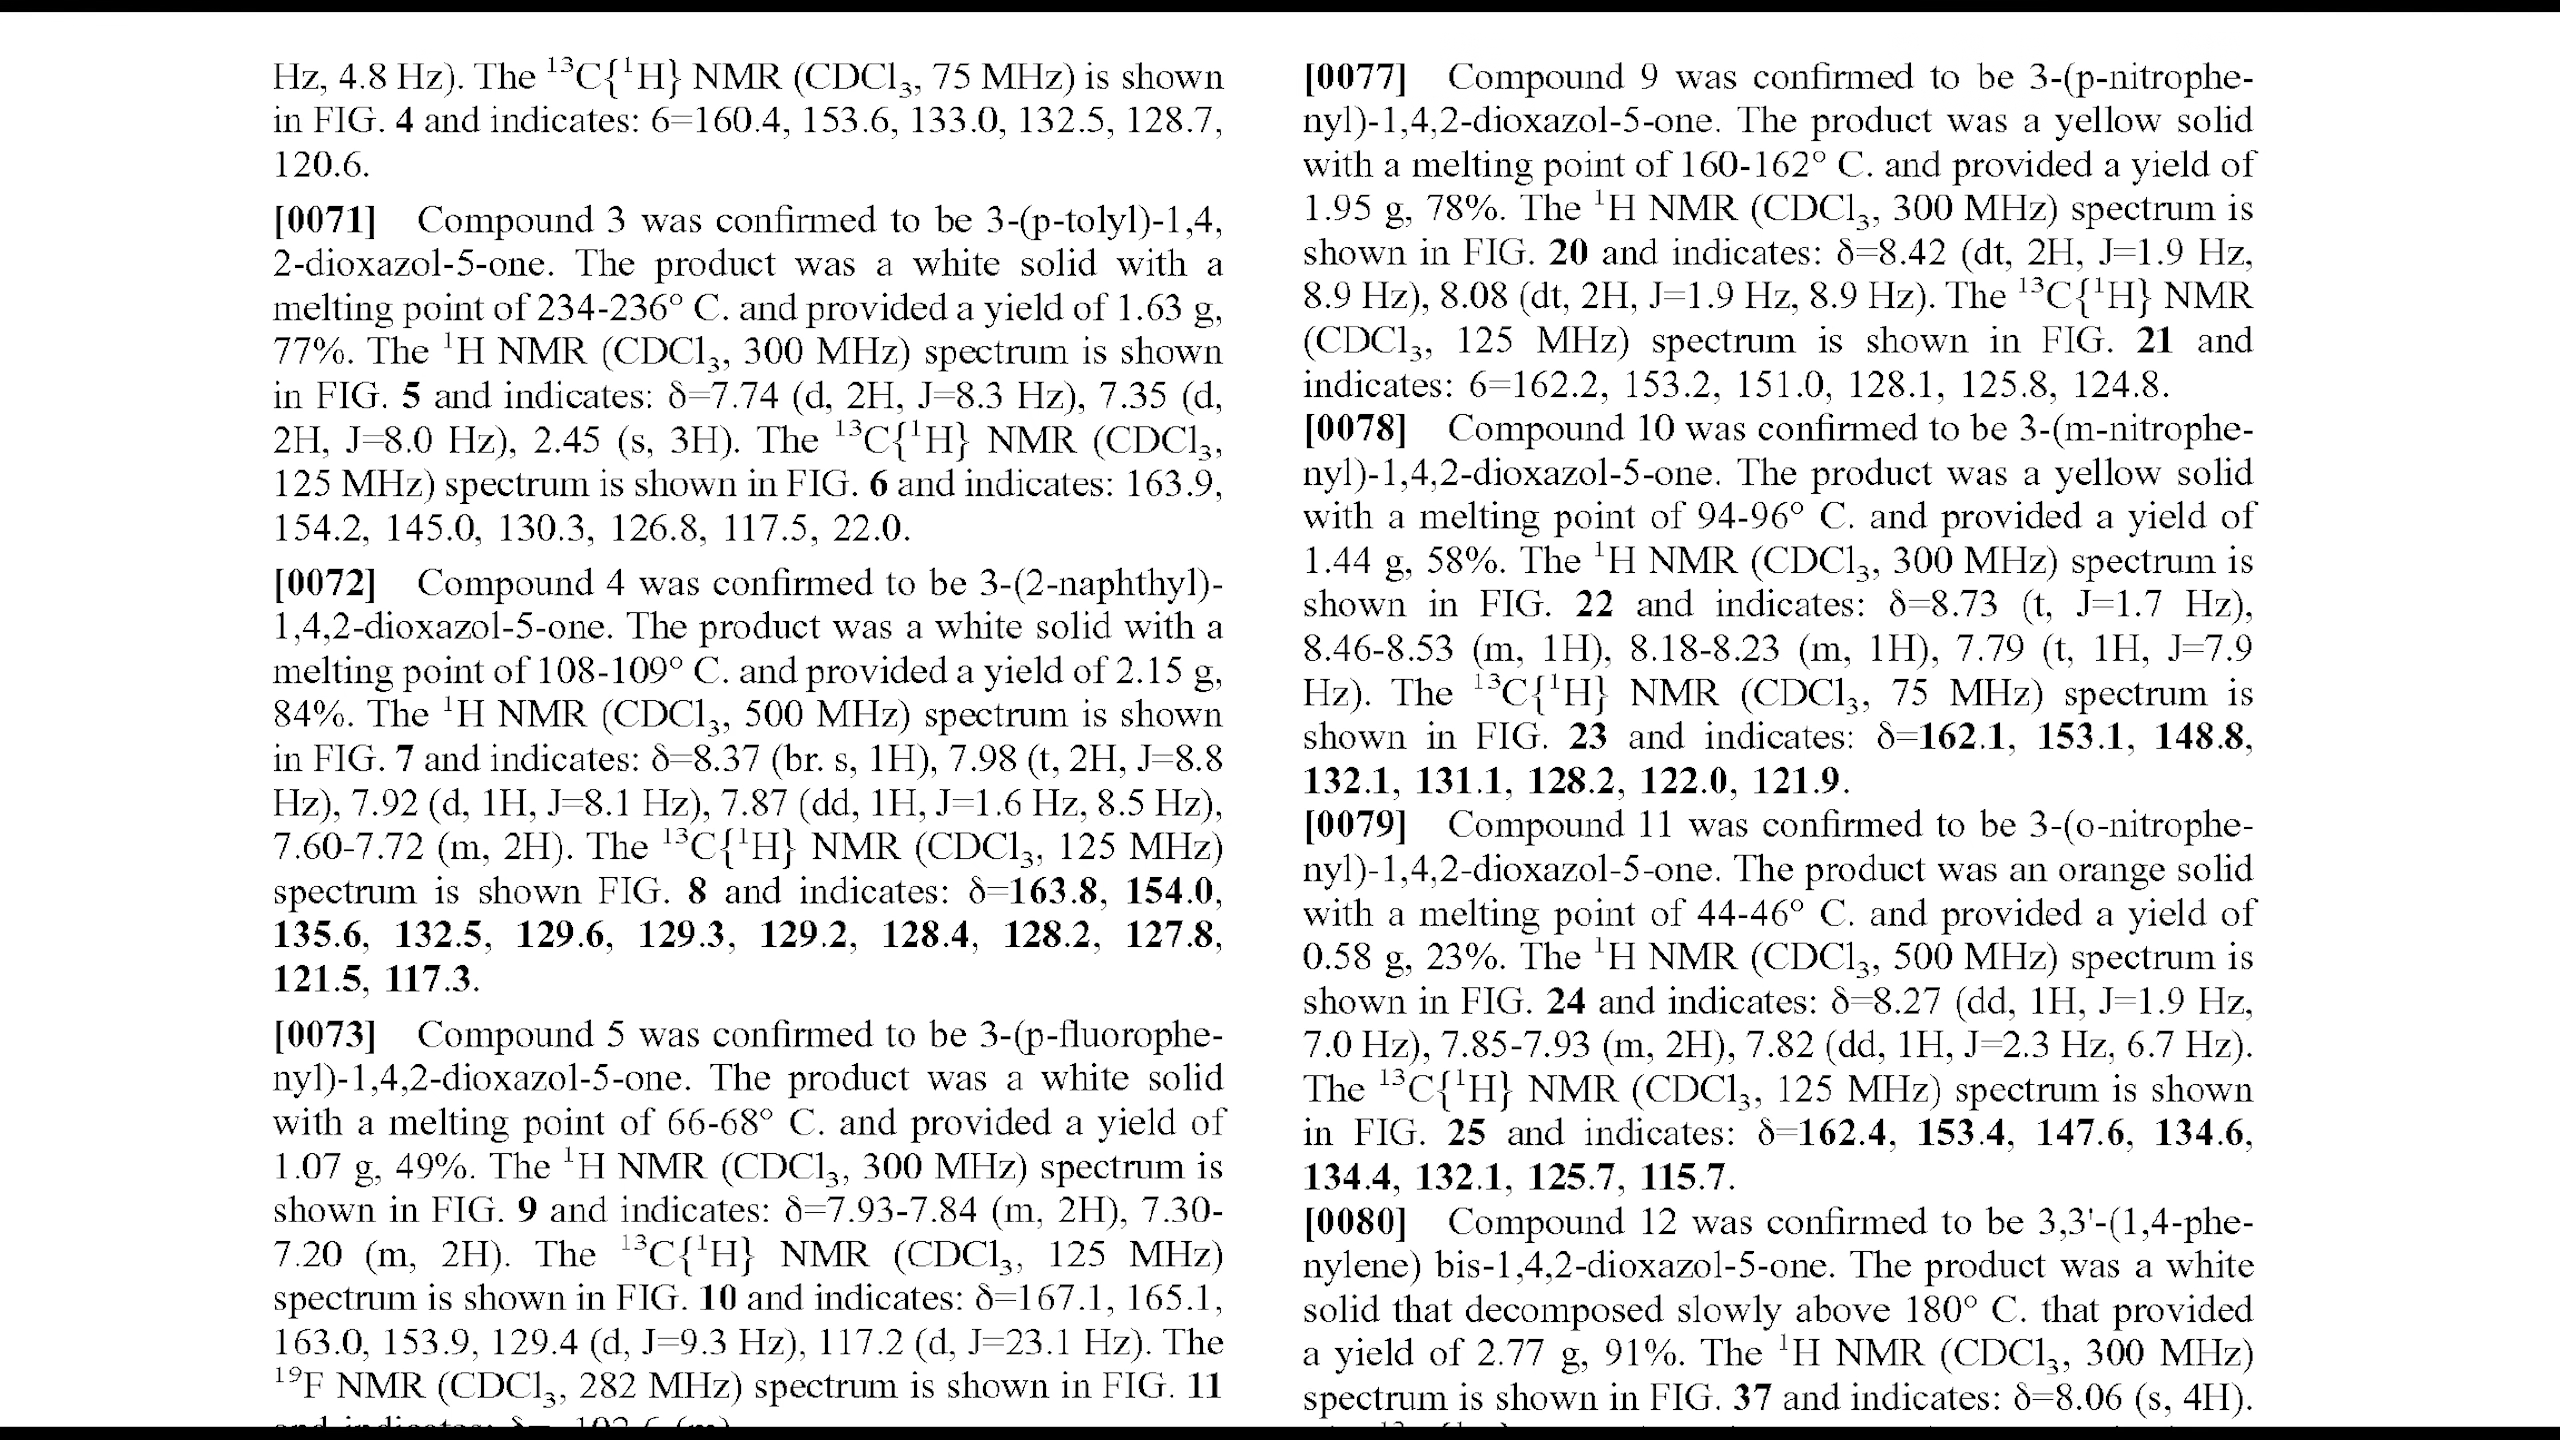 Hz, 4.8 Hz). The ¹³C{¹H} NMR (CDCl₃, 75 MHz) is shown
in FIG. 4 and indicates: 6=160.4, 153.6, 133.0, 132.5, 128.7,
120.6.
[0071] Compound 3 was confirmed to be 3-(p-tolyl)-1,4,
2-dioxazol-5-one. The product was a white solid with a
melting point of 234-236° C. and provided a yield of 1.63 g,
77%. The ¹H NMR (CDCl₃, 300 MHz) spectrum is shown
in FIG. 5 and indicates: δ=7.74 (d, 2H, J=8.3 Hz), 7.35 (d,
2H, J=8.0 Hz), 2.45 (s, 3H). The ¹³C{¹H} NMR (CDCl₃,
125 MHz) spectrum is shown in FIG. 6 and indicates: 163.9,
154.2, 145.0, 130.3, 126.8, 117.5, 22.0.
[0072] Compound 4 was confirmed to be 3-(2-naphthyl)-
1,4,2-dioxazol-5-one. The product was a white solid with a
melting point of 108-109° C. and provided a yield of 2.15 g,
84%. The ¹H NMR (CDCl₃, 500 MHz) spectrum is shown
in FIG. 7 and indicates: δ=8.37 (br. s, 1H), 7.98 (t, 2H, J=8.8
Hz), 7.92 (d, 1H, J=8.1 Hz), 7.87 (dd, 1H, J=1.6 Hz, 8.5 Hz),
7.60-7.72 (m, 2H). The ¹³C{¹H} NMR (CDCl₃, 125 MHz)
spectrum is shown FIG. 8 and indicates: δ=163.8, 154.0,
135.6, 132.5, 129.6, 129.3, 129.2, 128.4, 128.2, 127.8,
121.5, 117.3.
[0073] Compound 5 was confirmed to be 3-(p-fluorophe-
nyl)-1,4,2-dioxazol-5-one. The product was a white solid
with a melting point of 66-68° C. and provided a yield of
1.07 g, 49%. The ¹H NMR (CDCl₃, 300 MHz) spectrum is
shown in FIG. 9 and indicates: δ=7.93-7.84 (m, 2H), 7.30-
7.20 (m, 2H). The ¹³C{¹H} NMR (CDCl₃, 125 MHz)
spectrum is shown in FIG. 10 and indicates: δ=167.1, 165.1,
163.0, 153.9, 129.4 (d, J=9.3 Hz), 117.2 (d, J=23.1 Hz). The
¹⁹F NMR (CDCl₃, 282 MHz) spectrum is shown in FIG. 11
and indicates:
[0077] Compound 9 was confirmed to be 3-(p-nitrophe-
nyl)-1,4,2-dioxazol-5-one. The product was a yellow solid
with a melting point of 160-162° C. and provided a yield of
1.95 g, 78%. The ¹H NMR (CDCl₃, 300 MHz) spectrum is
shown in FIG. 20 and indicates: δ=8.42 (dt, 2H, J=1.9 Hz,
8.9 Hz), 8.08 (dt, 2H, J=1.9 Hz, 8.9 Hz). The ¹³C{¹H} NMR
(CDCl₃, 125 MHz) spectrum is shown in FIG. 21 and
indicates: 6=162.2, 153.2, 151.0, 128.1, 125.8, 124.8.
[0078] Compound 10 was confirmed to be 3-(m-nitrophe-
nyl)-1,4,2-dioxazol-5-one. The product was a yellow solid
with a melting point of 94-96° C. and provided a yield of
1.44 g, 58%. The ¹H NMR (CDCl₃, 300 MHz) spectrum is
shown in FIG. 22 and indicates: δ=8.73 (t, J=1.7 Hz),
8.46-8.53 (m, 1H), 8.18-8.23 (m, 1H), 7.79 (t, 1H, J=7.9
Hz). The ¹³C{¹H} NMR (CDCl₃, 75 MHz) spectrum is
shown in FIG. 23 and indicates: δ=162.1, 153.1, 148.8,
132.1, 131.1, 128.2, 122.0, 121.9.
[0079] Compound 11 was confirmed to be 3-(o-nitrophe-
nyl)-1,4,2-dioxazol-5-one. The product was an orange solid
with a melting point of 44-46° C. and provided a yield of
0.58 g, 23%. The ¹H NMR (CDCl₃, 500 MHz) spectrum is
shown in FIG. 24 and indicates: δ=8.27 (dd, 1H, J=1.9 Hz,
7.0 Hz), 7.85-7.93 (m, 2H), 7.82 (dd, 1H, J=2.3 Hz, 6.7 Hz).
The ¹³C{¹H} NMR (CDCl₃, 125 MHz) spectrum is shown
in FIG. 25 and indicates: δ=162.4, 153.4, 147.6, 134.6,
134.4, 132.1, 125.7, 115.7.
[0080] Compound 12 was confirmed to be 3,3'-(1,4-phe-
nylene) bis-1,4,2-dioxazol-5-one. The product was a white
solid that decomposed slowly above 180° C. that provided
a yield of 2.77 g, 91%. The ¹H NMR (CDCl₃, 300 MHz)
spectrum is shown in FIG. 37 and indicates: δ=8.06 (s, 4H).